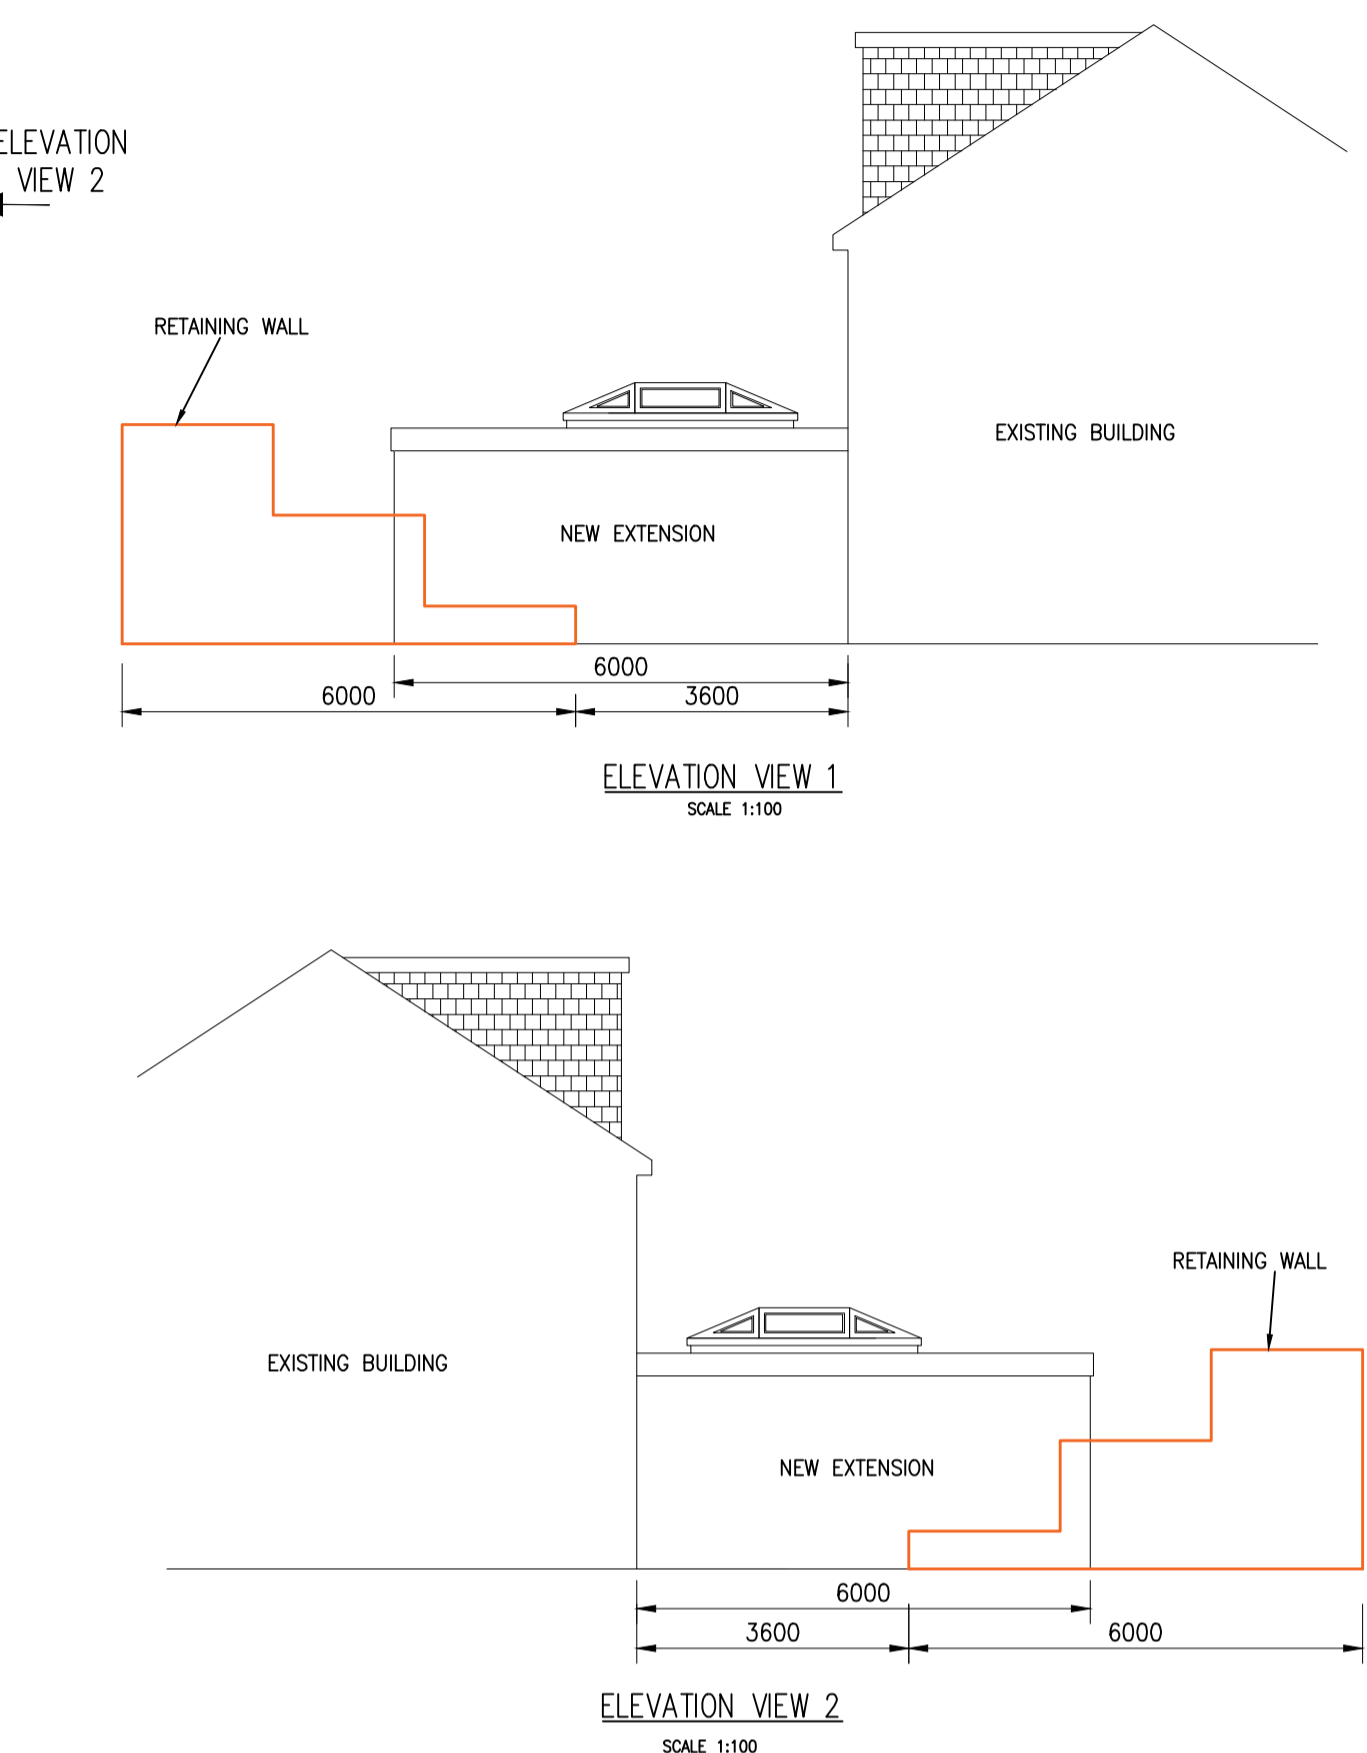 ELEVATION
VIEW 2
RETAINING WALL
EXISTING BUILDING
NEW EXTENSION
6000
6000
3600
ELEVATION VIEW 1
SCALE 1:100
RETAINING WALL
EXISTING BUILDING
NEW EXTENSION
6000
3600
6000
ELEVATION VIEW 2
SCALE 1:100